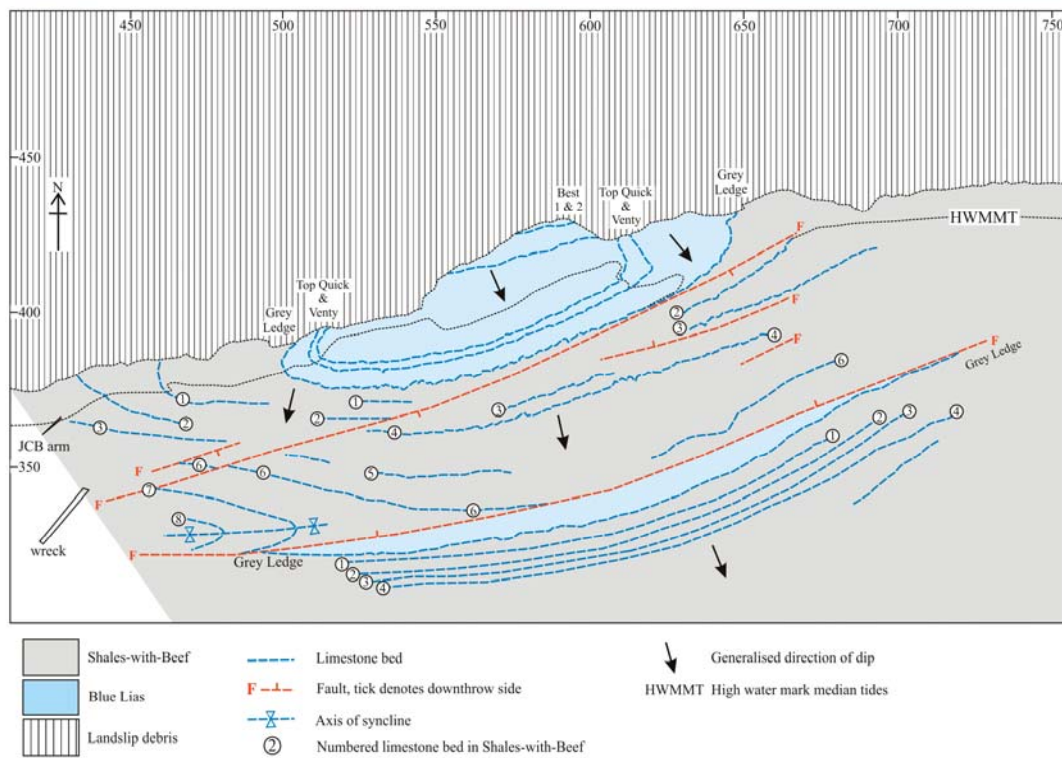 450
500
550
600
650
700
750
450
400
350
N
Best
1 & 2
Top Quick
&
Venty
Grey
Ledge
HWMMT
F
Top Quick
&
Venty
Grey
Ledge
2
3
F
4
F
F
Grey Ledge
6
1
1
2
3
2
2
4
3
JCB arm
F
6
6
5
F
7
6
8
wreck
F
Grey Ledge
1
2
3
4
1
2
3
4
Shales-with-Beef
Blue Lias
Landslip debris
Limestone bed
F Fault, tick denotes downthrow side
Axis of syncline
2 Numbered limestone bed in Shales-with-Beef
Generalised direction of dip
HWMMT High water mark median tides